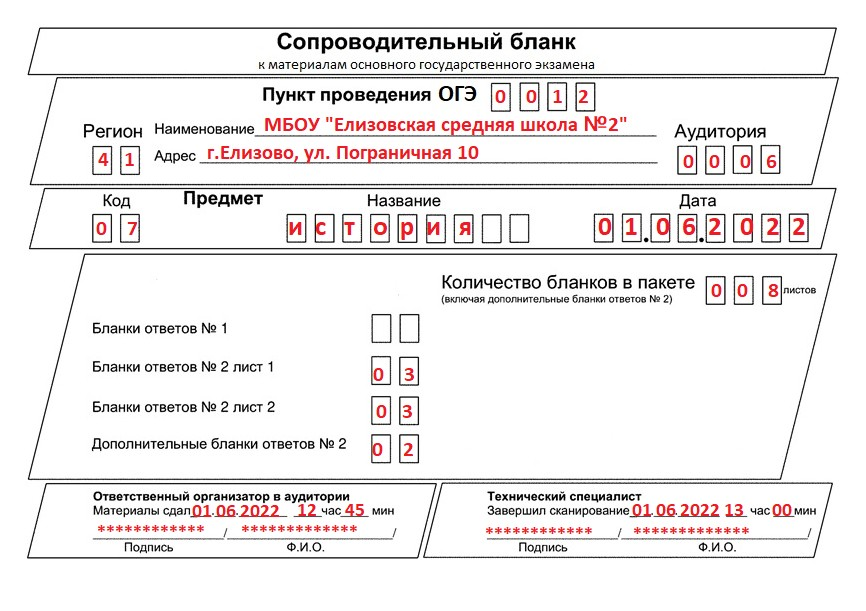 Сопроводительный бланк
к материалам основного государственного экзамена
Пункт проведения ОГЭ 0 0 1 2
Регион
Наименование МБОУ "Елизовская средняя школа №2"
Аудитория
4 1
Адрес г.Елизово, ул. Пограничная 10
0 0 0 6
Код Предмет Название Дата
0 7 и с т о р и я 0 1 . 0 6 . 2 0 2 2
Количество бланков в пакете 0 0 8 листов
(включая дополнительные бланки ответов № 2)
Бланки ответов № 1
Бланки ответов № 2 лист 1 0 3
Бланки ответов № 2 лист 2 0 3
Дополнительные бланки ответов № 2 0 2
Ответственный организатор в аудитории
Материалы сдал 01.06.2022 12 час 45 мин
************ / ************* /
Подпись Ф.И.О.
Технический специалист
Завершил сканирование 01.06.2022 13 час 00 мин
************ / ************* /
Подпись Ф.И.О.